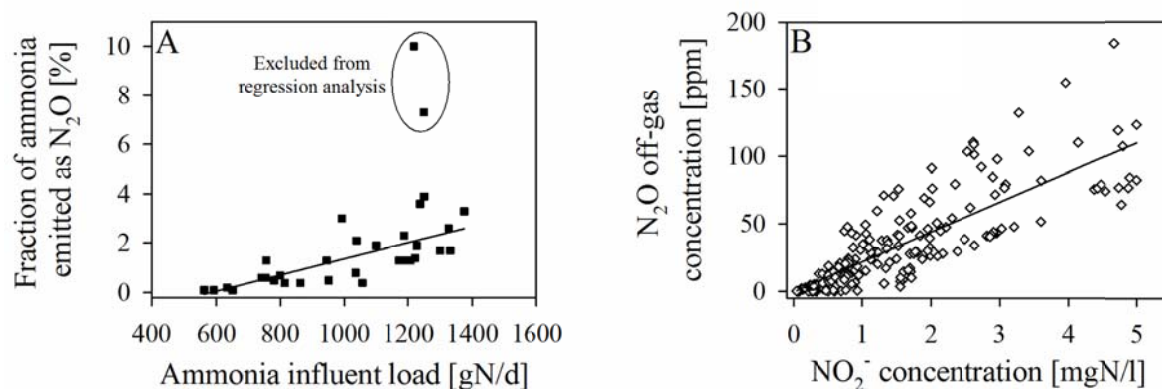 A
Fraction of ammonia
emitted as N₂O [%]
10
8
6
4
2
0
Excluded from
regression analysis
400 600 800 1000 1200 1400 1600
Ammonia influent load [gN/d]
B
N₂O off-gas
concentration [ppm]
200
150
100
50
0
0 1 2 3 4 5
NO₂⁻ concentration [mgN/l]